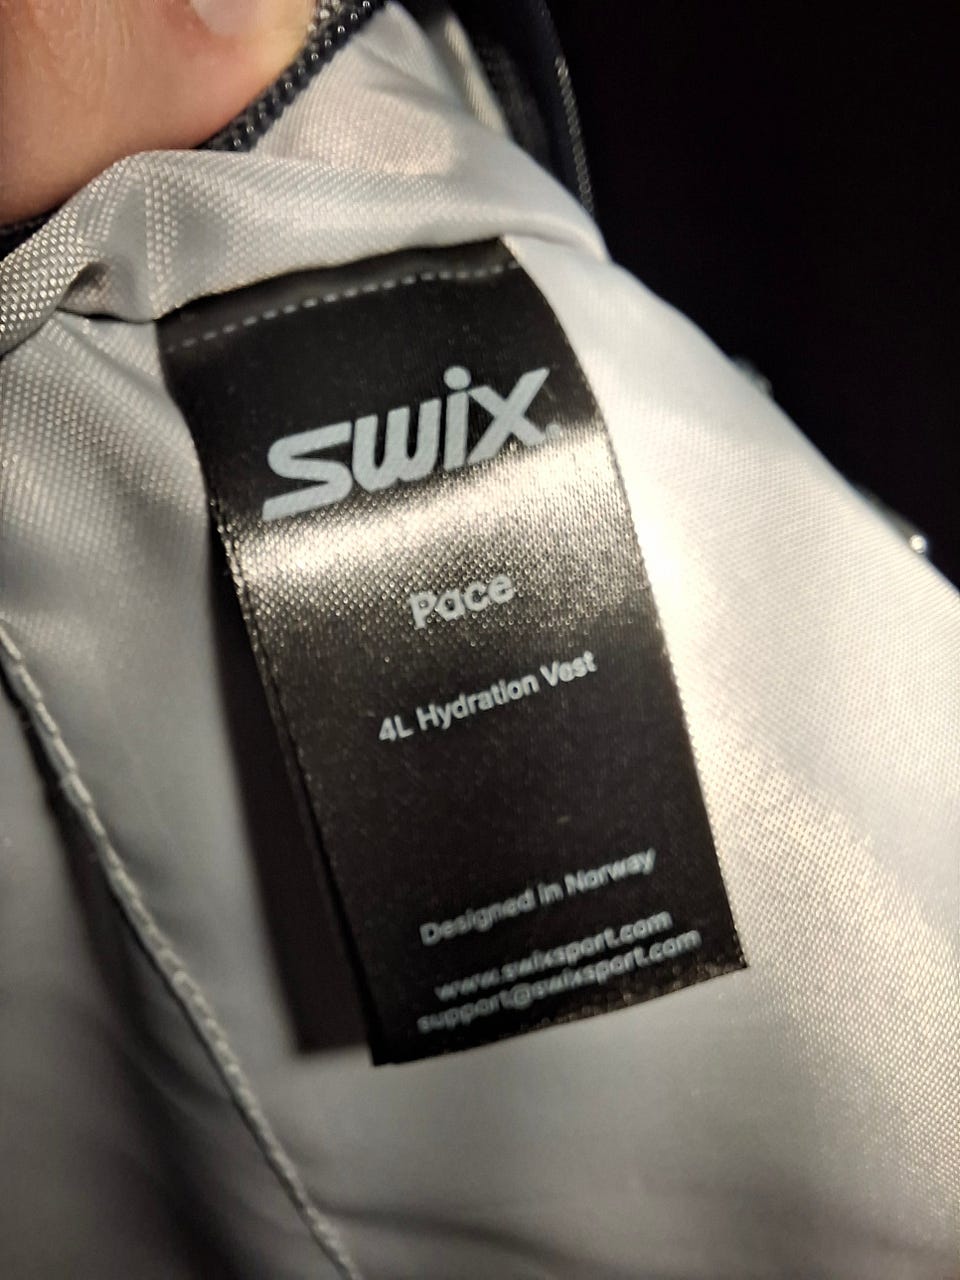 Swix
Pace
4L Hydration Vest
Designed in Norway
www.swixsport.com
support@swixsport.com